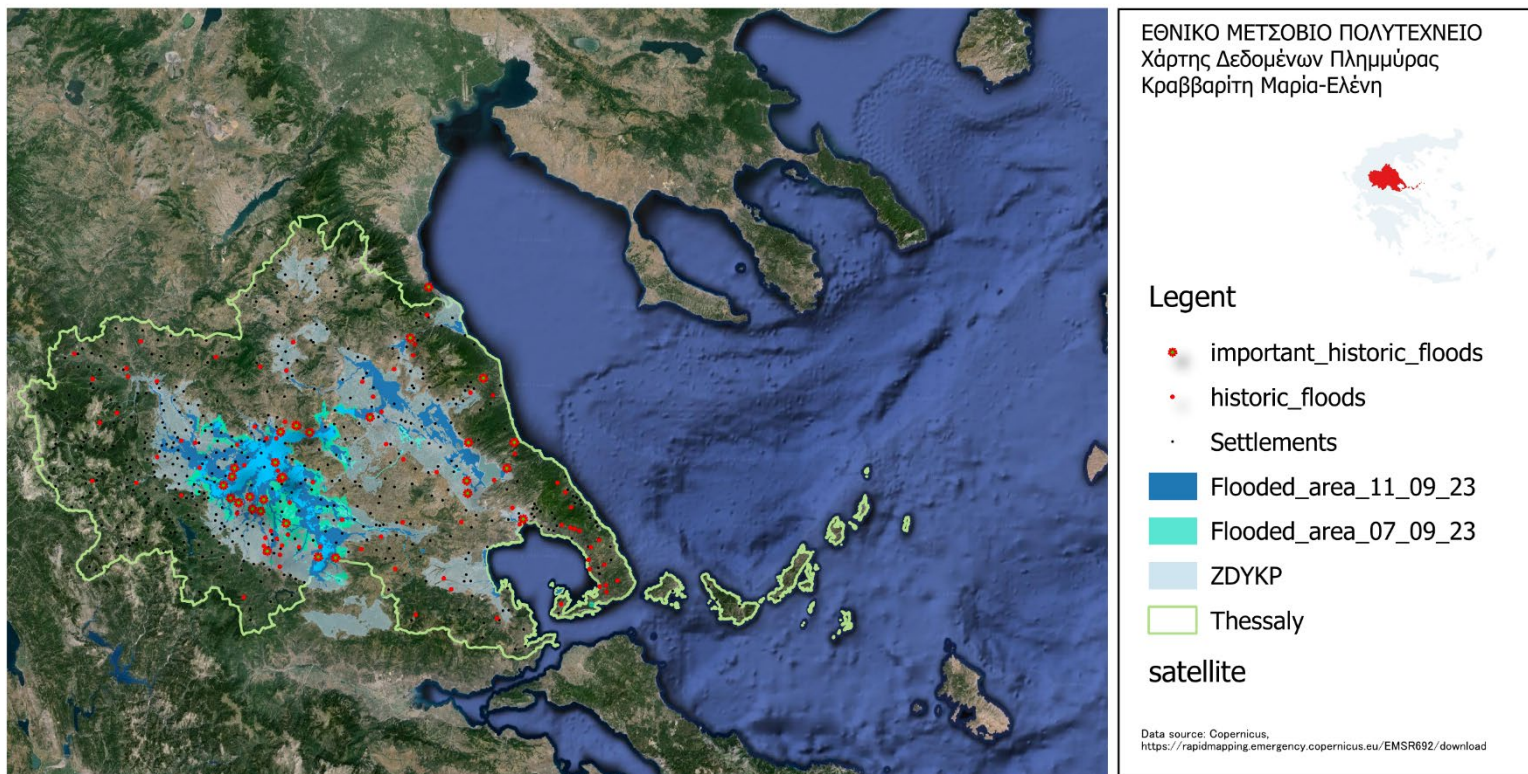 ΕΘΝΙΚΟ ΜΕΤΣΟΒΙΟ ΠΟΛΥΤΕΧΝΕΙΟ
Χάρτης Δεδομένων Πλημμύρας
Κραββαρίτη Μαρία-Ελένη
Legent
important_historic_floods
historic_floods
Settlements
Flooded_area_11_09_23
Flooded_area_07_09_23
ZDYKP
Thessaly
satellite
Data source: Copernicus,
https://rapidmapping.emergency.copernicus.eu/EMSR692/download